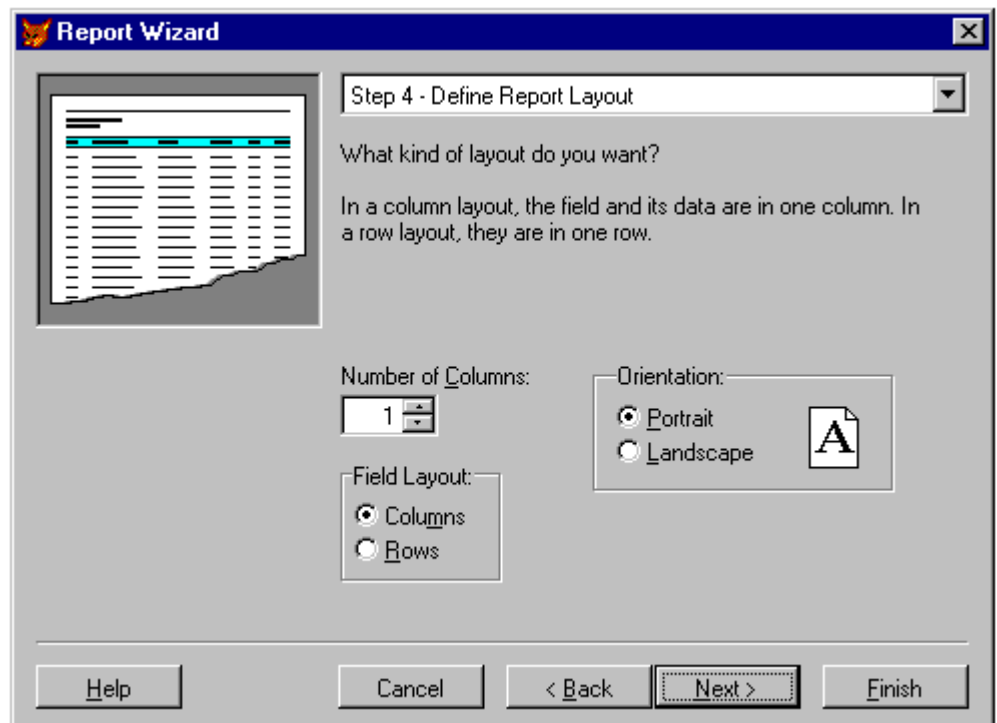 Report Wizard
Step 4 - Define Report Layout
What kind of layout do you want?
In a column layout, the field and its data are in one column. In
a row layout, they are in one row.
Number of Columns:
1
Orientation:
Portrait
Landscape
A
Field Layout:
Columns
Rows
Help
Cancel
< Back
Next >
Finish